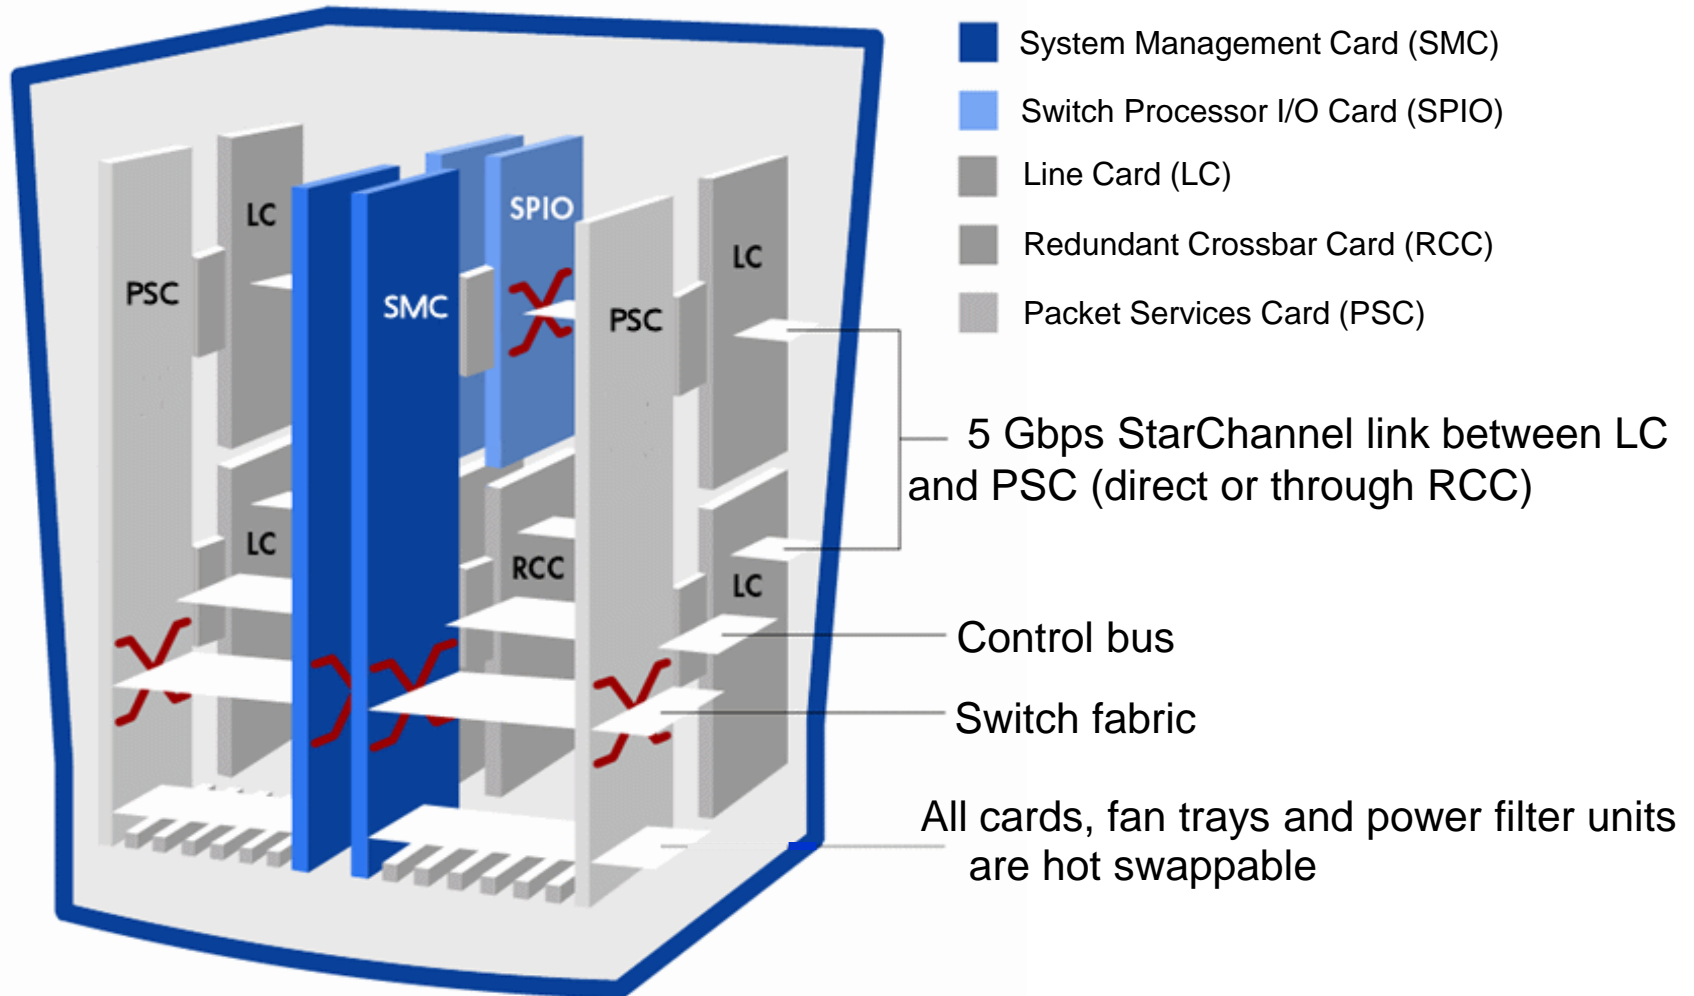 System Management Card (SMC)
Switch Processor I/O Card (SPIO)
Line Card (LC)
Redundant Crossbar Card (RCC)
Packet Services Card (PSC)
LC
SPIO
LC
PSC
SMC
PSC
5 Gbps StarChannel link between LC
and PSC (direct or through RCC)
LC
RCC
LC
Control bus
Switch fabric
All cards, fan trays and power filter units
are hot swappable